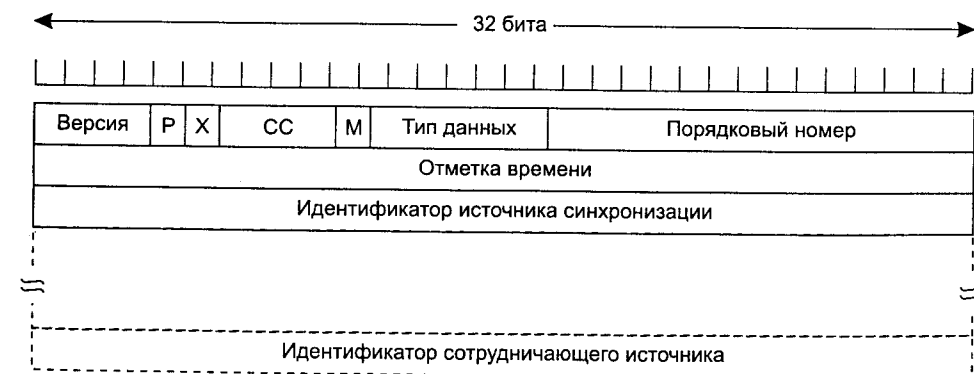 32 бита
Версия P X CC M Тип данных Порядковый номер
Отметка времени
Идентификатор источника синхронизации
Идентификатор сотрудничающего источника